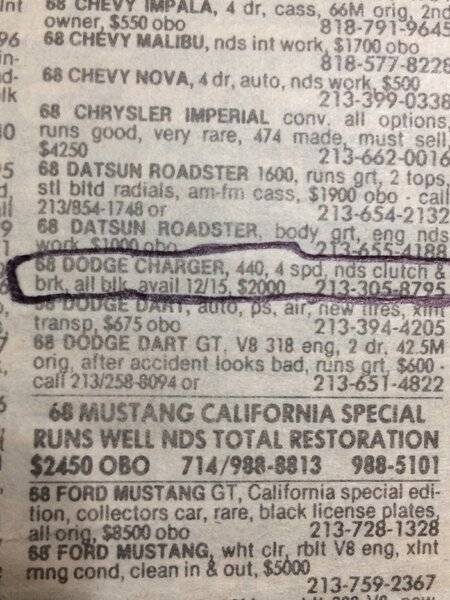 68 CHEVY IMPALA, 4 dr, cass, 66M orig, 2nd
owner, $550 obo 818-791-9645
68 CHEVY MALIBU, nds int work, $1700 obo
818-577-8228
68 CHEVY NOVA, 4 dr, auto, nds work, $500
213-399-0338
68 CHRYSLER IMPERIAL conv. all options,
runs good, very rare, 474 made, must sell,
$4250 213-662-0016
68 DATSUN ROADSTER 1600, runs grt, 2 tops,
stl bltd radials, am-fm cass, $1900 obo - call
213/854-1748 or 213-654-2132
68 DATSUN ROADSTER, body grt, eng nds
work $1000 obo 213-655-4188
68 DODGE CHARGER, 440, 4 spd, nds clutch &
brk, all blk, avail 12/15, $2000 213-305-8795
68 DODGE DART, auto, ps, air, new tires, xlnt
transp, $675 obo 213-394-4205
68 DODGE DART GT, V8 318 eng, 2 dr, 42.5M
orig, after accident looks bad, runs grt, $600 -
call 213/258-8094 or 213-651-4822
68 MUSTANG CALIFORNIA SPECIAL
RUNS WELL NDS TOTAL RESTORATION
$2450 OBO 714/988-8813 988-5101
68 FORD MUSTANG GT, California special edi-
tion, collectors car, rare, black license plates,
all orig, $8500 obo 213-728-1328
68 FORD MUSTANG, wht clr, rblt V8 eng, xlnt
mng cond, clean in & out, $5000
213-759-2367